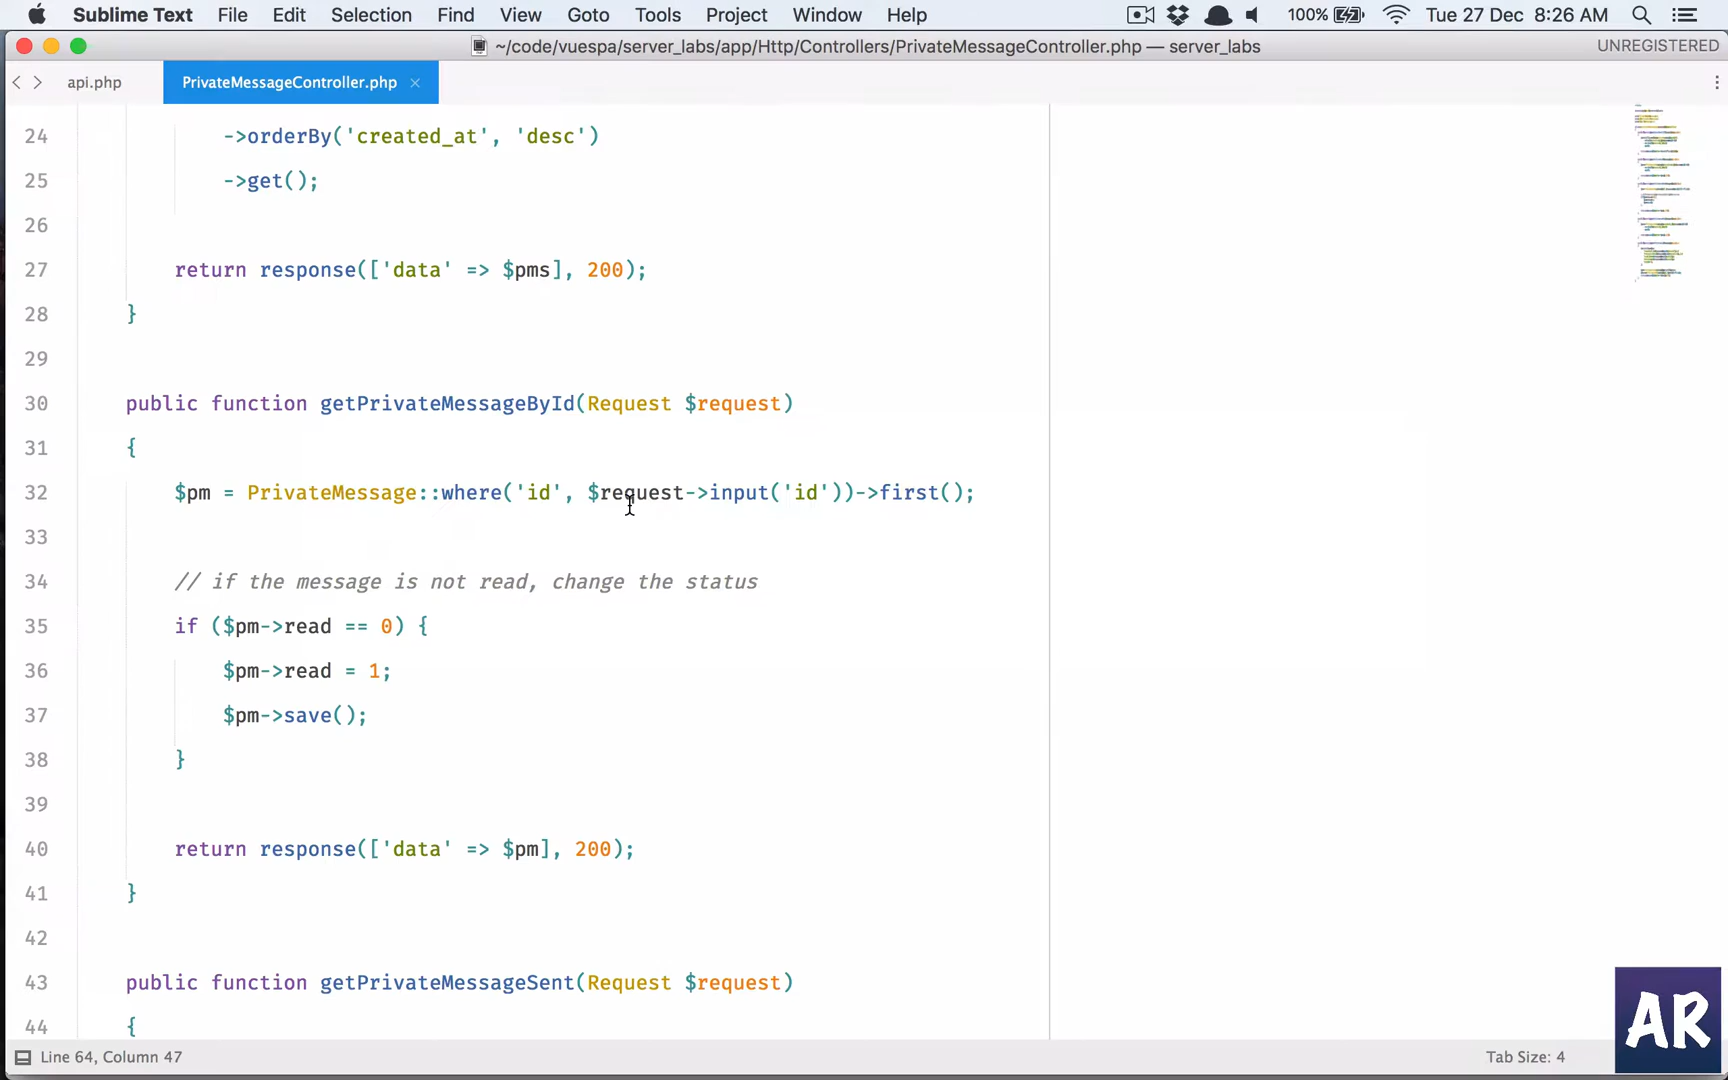 Sublime Text File Edit Selection Find View Goto Tools Project Window Help 100% Tue 27 Dec 8:26 AM
~/code/vuespa/server_labs/app/Http/Controllers/PrivateMessageController.php — server_labs UNREGISTERED
api.php PrivateMessageController.php ×
24 ->orderBy('created_at', 'desc')
25 ->get();
26
27 return response(['data' => $pms], 200);
28 }
29
30 public function getPrivateMessageById(Request $request)
31 {
32 $pm = PrivateMessage::where('id', $request->input('id'))->first();
33
34 // if the message is not read, change the status
35 if ($pm->read == 0) {
36 $pm->read = 1;
37 $pm->save();
38 }
39
40 return response(['data' => $pm], 200);
41 }
42
43 public function getPrivateMessageSent(Request $request)
44 {
Line 64, Column 47 Tab Size: 4
AR